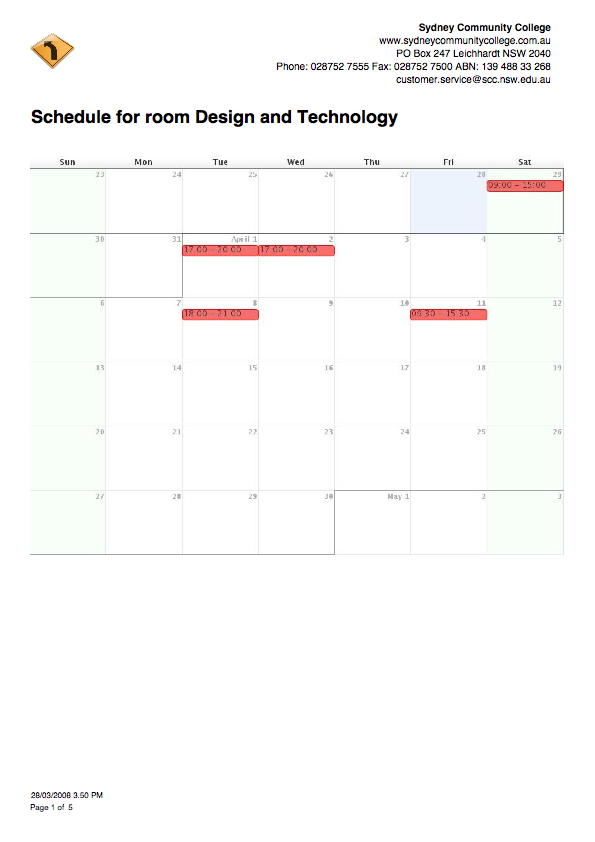 Sydney Community College
www.sydneycommunitycollege.com.au
PO Box 247 Leichhardt NSW 2040
Phone: 028752 7555 Fax: 028752 7500 ABN: 139 488 33 268
customer.service@scc.nsw.edu.au
Schedule for room Design and Technology
Sun Mon Tue Wed Thu Fri Sat
23 24 25 26 27 28 29
09:00 - 15:00
30 31 April 1 2 3 4 5
17:00 - 20:00 17:00 - 20:00
6 7 8 9 10 11 12
18:00 - 21:00 09:30 - 15:30
13 14 15 16 17 18 19
20 21 22 23 24 25 26
27 28 29 30 May 1 2 3
28/03/2008 3.50 PM
Page 1 of 5